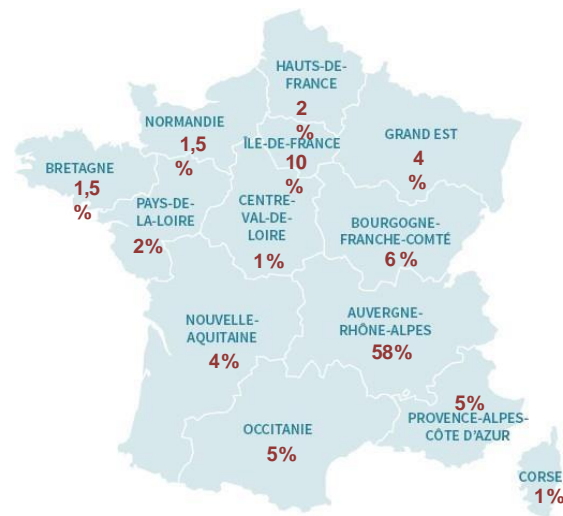 HAUTS-DE-
FRANCE
2
%
NORMANDIE
1,5
%
ÎLE-DE-FRANCE
10
%
GRAND EST
4
%
BRETAGNE
1,5
%
PAYS-DE-
LA-LOIRE
2%
CENTRE-
VAL-DE-
LOIRE
1%
BOURGOGNE-
FRANCHE-COMTÉ
6%
NOUVELLE-
AQUITAINE
4%
AUVERGNE-
RHÔNE-ALPES
58%
OCCITANIE
5%
5%
PROVENCE-ALPES-
CÔTE D'AZUR
CORSE
1%